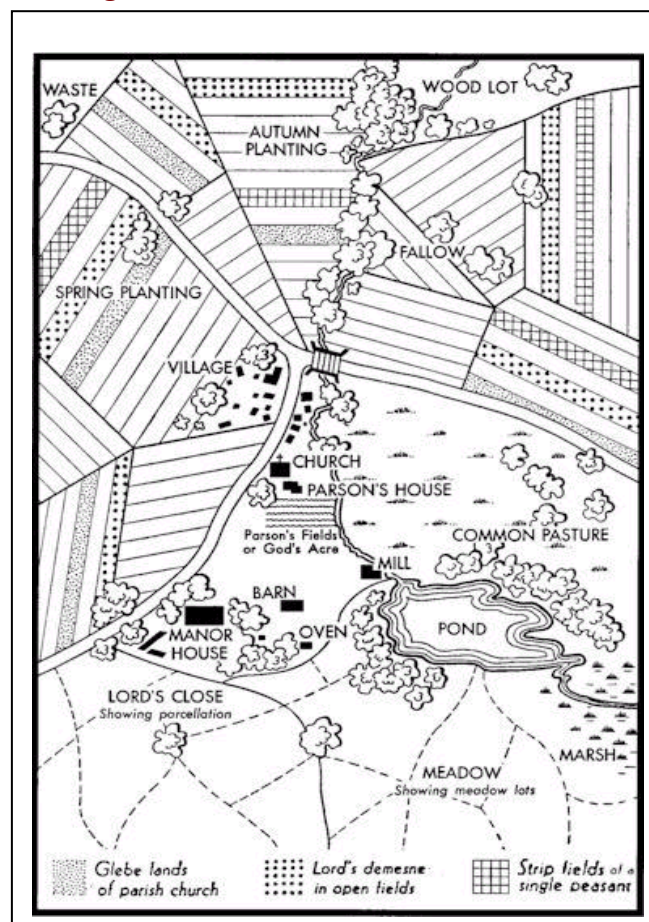 WASTE
WOOD LOT
AUTUMN
PLANTING
FALLOW
SPRING PLANTING
VILLAGE
CHURCH
PARSON'S HOUSE
Parson's Fields
or God's Acre
COMMON PASTURE
MILL
BARN
POND
MANOR
HOUSE
OVEN
LORD'S CLOSE
Showing parcellation
MARSH
MEADOW
Showing meadow lots
Glebe lands
of parish church
Lord's demesne
in open fields
Strip fields of a
single peasant